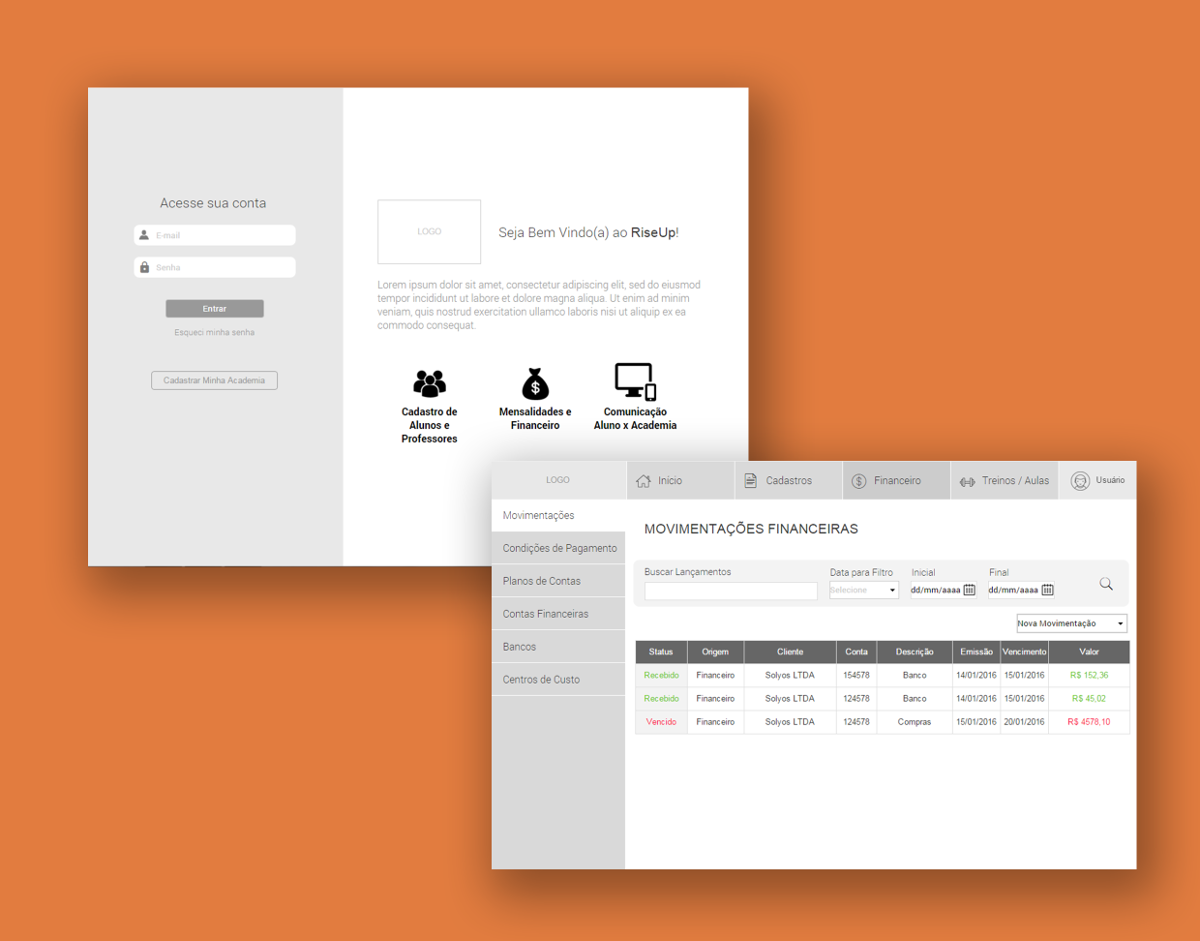 Acesse sua conta
E-mail
Senha
Entrar
Esqueci minha senha
Cadastrar Minha Academia
LOGO
Seja Bem Vindo(a) ao RiseUp!
Lorem ipsum dolor sit amet, consectetur adipiscing elit, sed do eiusmod
tempor incididunt ut labore et dolore magna aliqua. Ut enim ad minim
veniam, quis nostrud exercitation ullamco laboris nisi ut aliquip ex ea
commodo consequat.
Cadastro de
Alunos e
Professores
Mensalidades e
Financeiro
Comunicação
Aluno x Academia
LOGO
Inicio
Cadastros
Financeiro
Treinos / Aulas
Usuário
Movimentações
Condições de Pagamento
Planos de Contas
Contas Financeiras
Bancos
Centros de Custo
MOVIMENTAÇÕES FINANCEIRAS
Buscar Lançamentos
Data para Filtro
Selecione
Inicial
dd/mm/aaaa
Final
dd/mm/aaaa
Nova Movimentação
Status Origem Cliente Conta Descrição Emissão Vencimento Valor
Recebido Financeiro Solyos LTDA 154578 Banco 14/01/2016 15/01/2016 R$ 152,36
Recebido Financeiro Solyos LTDA 124578 Banco 14/01/2016 15/01/2016 R$ 45,02
Vencido Financeiro Solyos LTDA 124578 Compras 15/01/2016 20/01/2016 R$ 4578,10